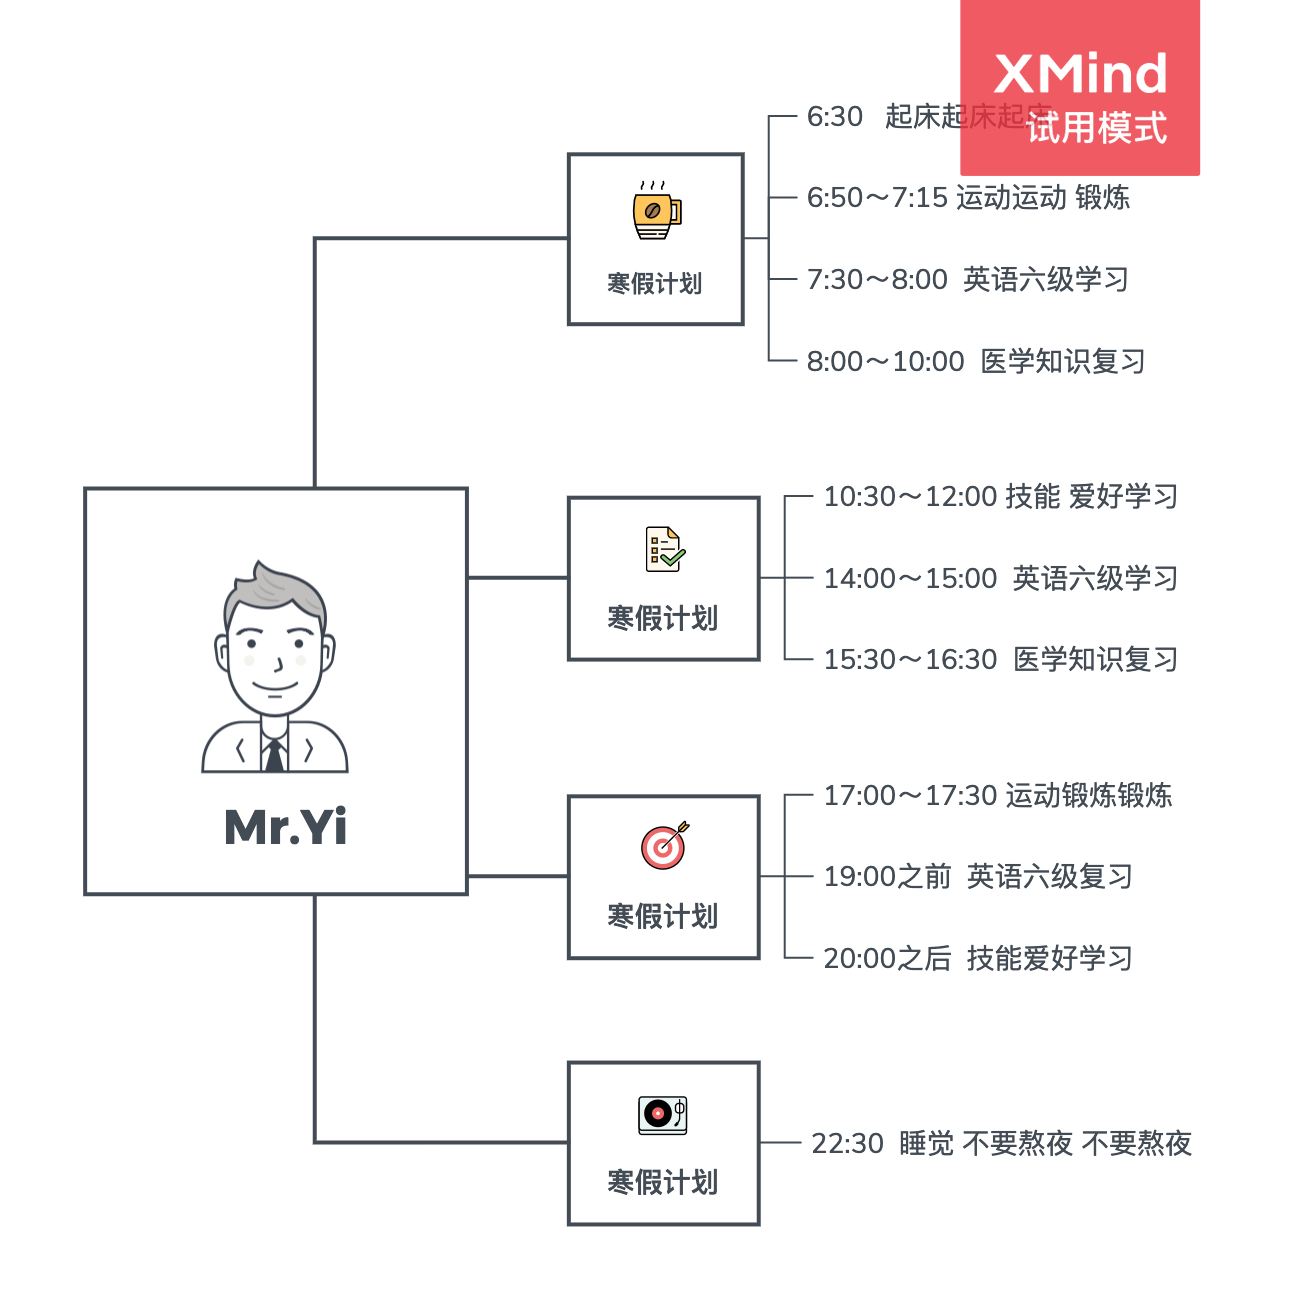 XMind
试用模式
6:30 起床起床起床
6:50～7:15 运动运动 锻炼
7:30～8:00 英语六级学习
8:00～10:00 医学知识复习
寒假计划
10:30～12:00 技能 爱好学习
14:00～15:00 英语六级学习
15:30～16:30 医学知识复习
寒假计划
Mr.Yi
17:00～17:30 运动锻炼锻炼
19:00之前 英语六级复习
20:00之后 技能爱好学习
寒假计划
22:30 睡觉 不要熬夜 不要熬夜
寒假计划